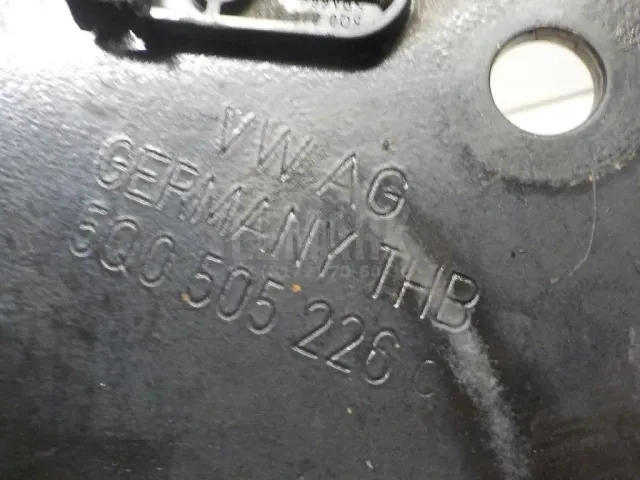 VW AG
GERMANY THB
5Q0 505 226 C